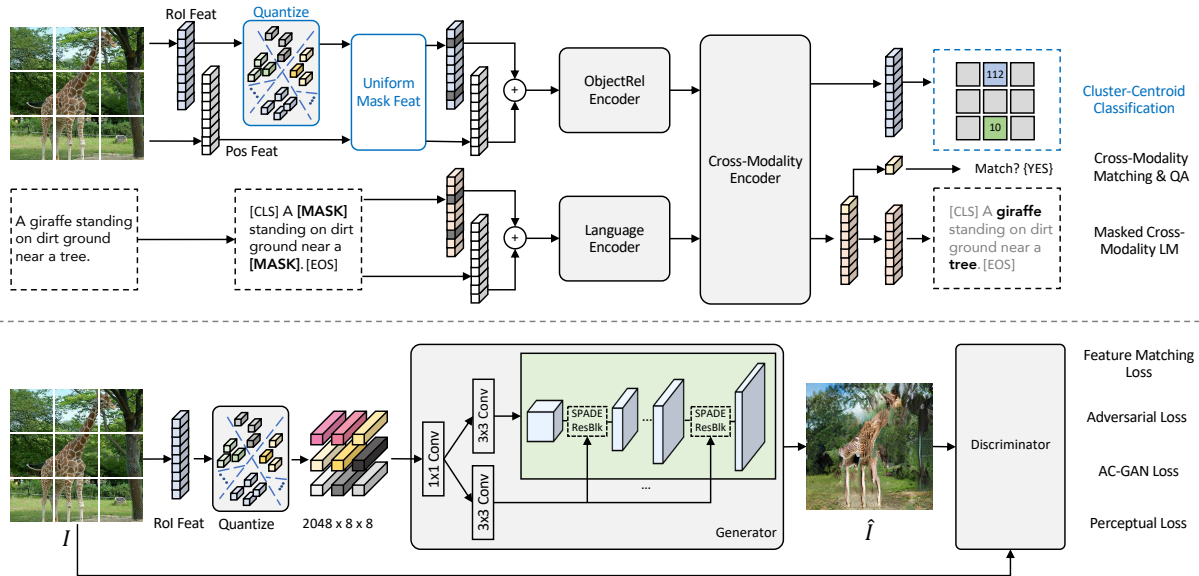 RoI Feat
Quantize
Uniform
Mask Feat
Pos Feat
+
ObjectRel
Encoder
Cross-Modality
Encoder
112
10
Cluster-Centroid
Classification
Match? {YES}
Cross-Modality
Matching & QA
A giraffe standing
on dirt ground
near a tree.
[CLS] A [MASK]
standing on dirt
ground near a
[MASK]. [EOS]
+
Language
Encoder
[CLS] A giraffe
standing on dirt
ground near a
tree. [EOS]
Masked Cross-
Modality LM
I
RoI Feat
Quantize
2048 x 8 x 8
1x1 Conv
3x3 Conv
3x3 Conv
SPADE
ResBlk
...
SPADE
ResBlk
...
Generator
Î
Discriminator
Feature Matching
Loss
Adversarial Loss
AC-GAN Loss
Perceptual Loss